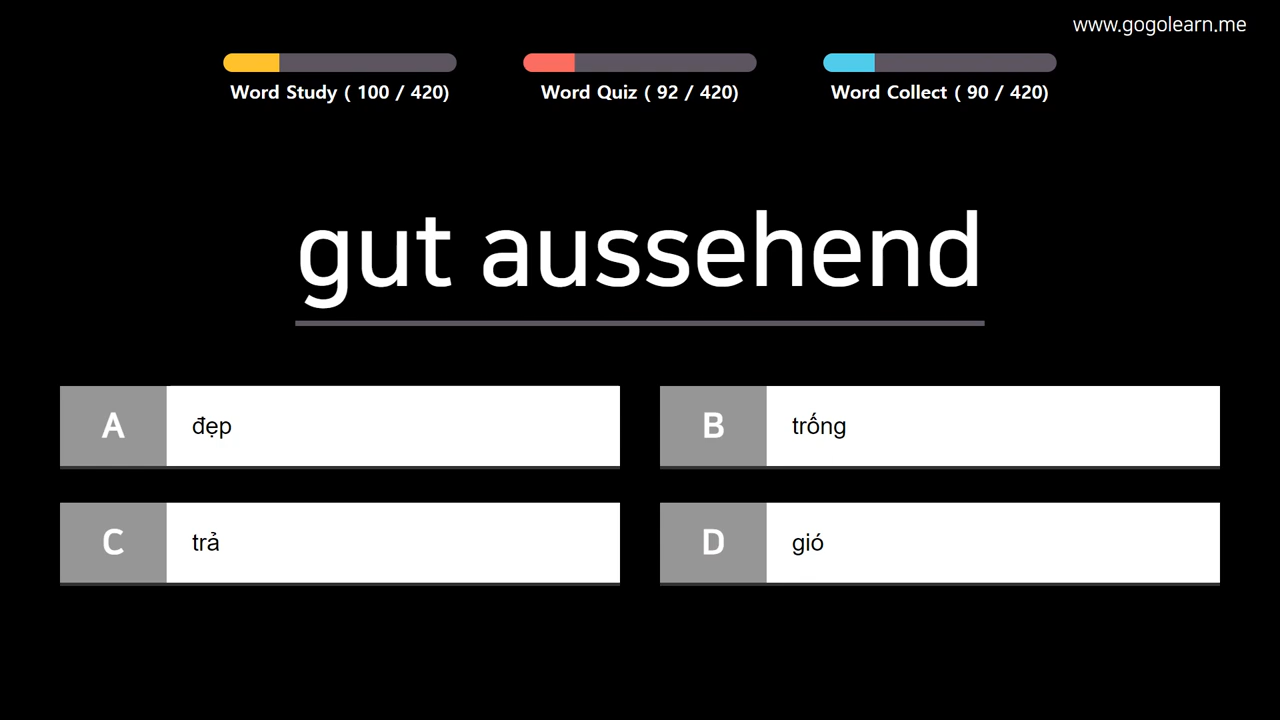 www.gogolearn.me
Word Study ( 100 / 420)
Word Quiz ( 92 / 420)
Word Collect ( 90 / 420)
gut aussehend
A đẹp
B trống
C trả
D gió